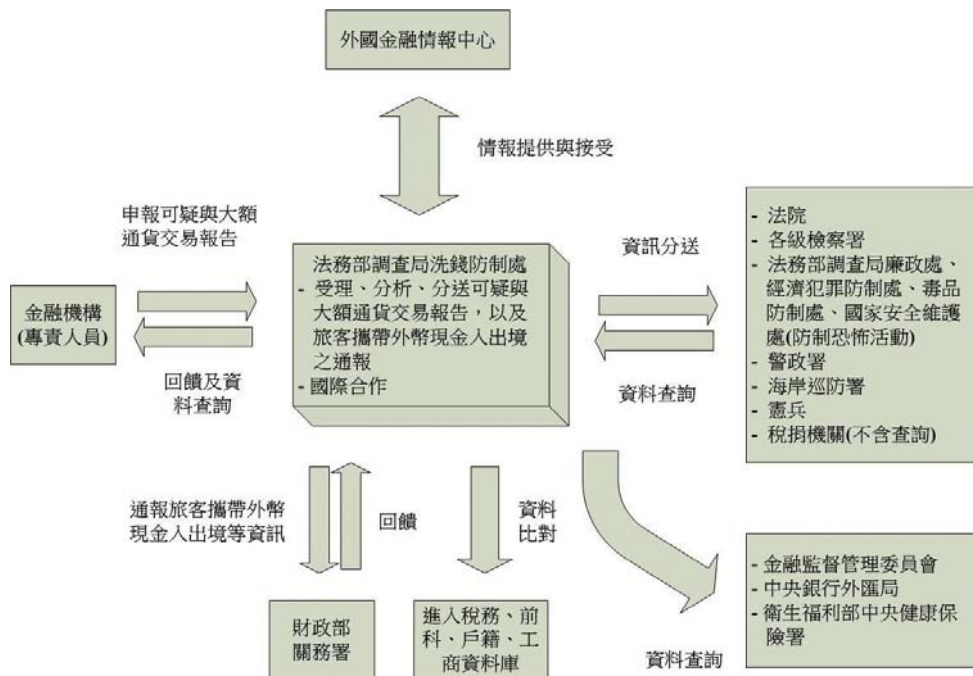 外國金融情報中心
情報提供與接受
申報可疑與大額
通貨交易報告
金融機構
(專責人員)
回饋及資
料查詢
法務部調查局洗錢防制處
- 受理、分析、分送可疑與
大額通貨交易報告,以及
旅客攜帶外幣現金入出境
之通報
- 國際合作
資訊分送
資料查詢
- 法院
- 各級檢察署
- 法務部調查局廉政處、
經濟犯罪防制處、毒品
防制處、國家安全維護
處(防制恐怖活動)
- 警政署
- 海岸巡防署
- 憲兵
- 稅捐機關(不含查詢)
通報旅客攜帶外幣
現金入出境等資訊
回饋
資料
比對
財政部
關務署
進入稅務、前
科、戶籍、工
商資料庫
資料查詢
- 金融監督管理委員會
- 中央銀行外匯局
- 衛生福利部中央健康保
險署